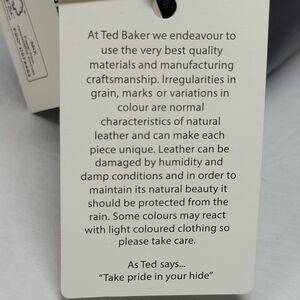 At Ted Baker we endeavour to
use the very best quality
materials and manufacturing
craftsmanship. Irregularities in
grain, marks or variations in
colour are normal
characteristics of natural
leather and can make each
piece unique. Leather can be
damaged by humidity and
damp conditions and in order to
maintain its natural beauty it
should be protected from the
rain. Some colours may react
with light coloured clothing so
please take care.
As Ted says...
“Take pride in your hide”